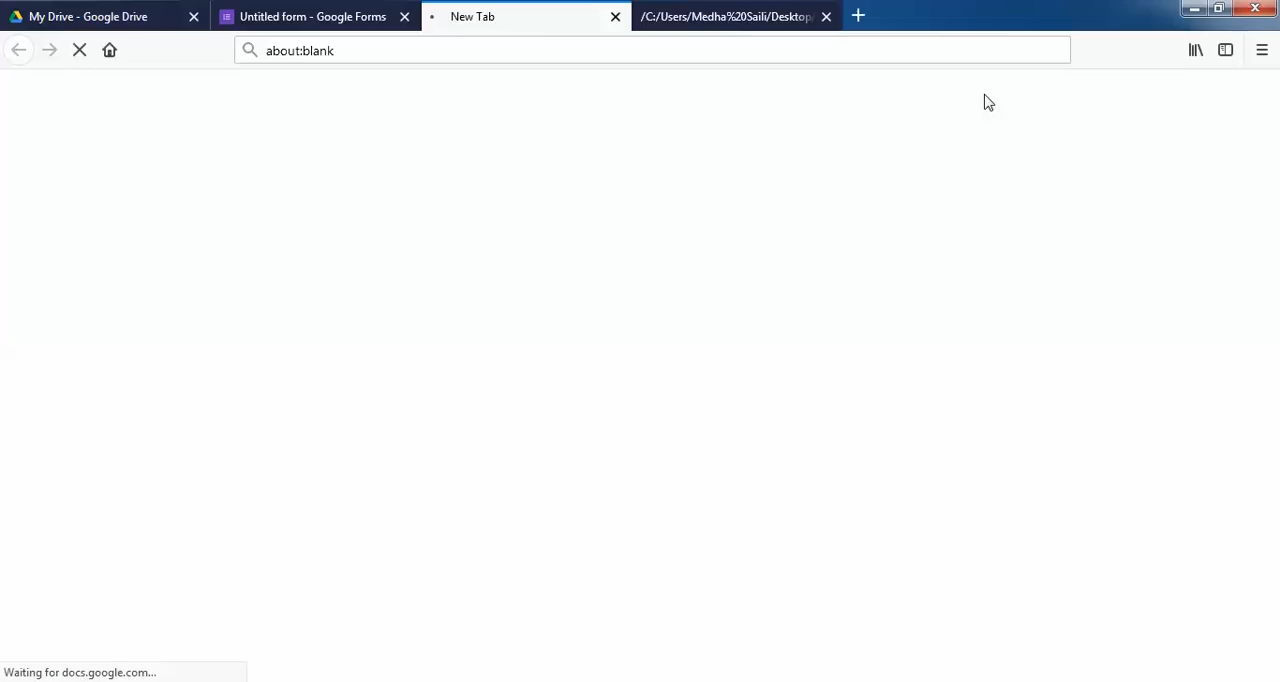 My Drive - Google Drive
Untitled form - Google Forms
New Tab
/C:/Users/Medha%20Saili/Desktop/
about:blank
Waiting for docs.google.com...